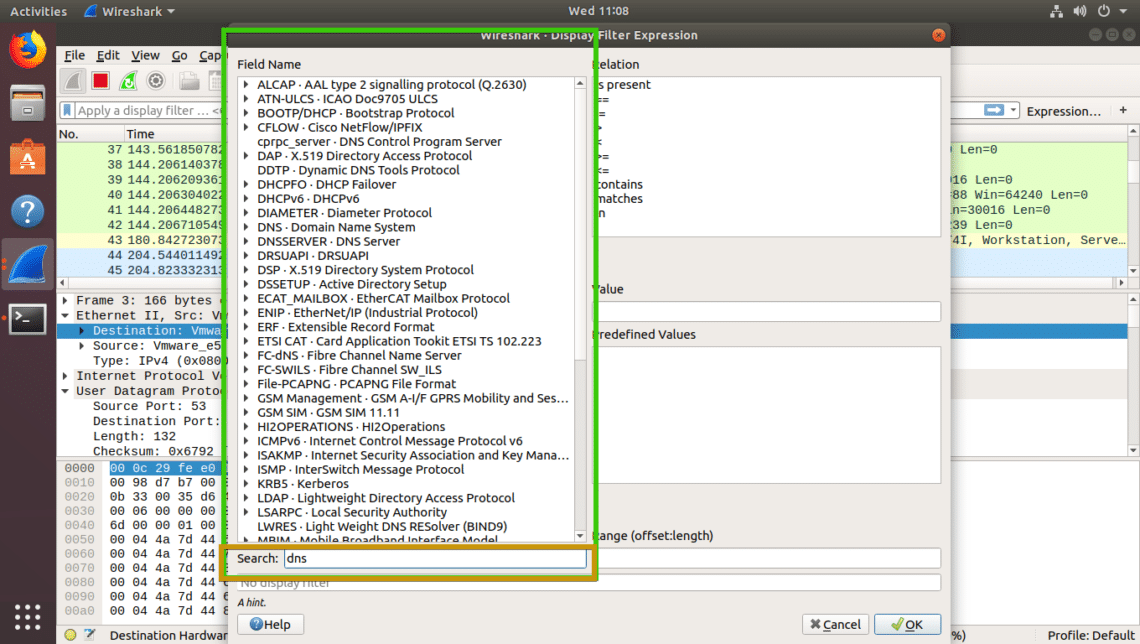 Activities Wireshark Wed 11:08
Wireshark · Display Filter Expression
File Edit View Go Cap
Apply a display filter … <
Expression… +
No. Time
37 143.561850782
38 144.206140378
39 144.206209361
40 144.206304022
41 144.206448273
42 144.206710549
43 180.842723073
44 204.544011492
45 204.823332313
Len=0
16 Len=0
=88 Win=64240 Len=0
n=30016 Len=0
239 Len=0
Workstation, Serve…
Frame 3: 166 bytes
Ethernet II, Src: Vm
Destination: Vmwa
Source: Vmware_e5
Type: IPv4 (0x080
Internet Protocol V
User Datagram Proto
Source Port: 53
Destination Port:
Length: 132
Checksum: 0x6792
0000 00 0c 29 fe e0
0010 00 98 d7 b7 00
0020 0b 33 00 35 d6
0030 00 06 00 00 00
0040 6d 00 00 01 00
0050 00 04 4a 7d 44
0060 00 04 4a 7d 44
0070 00 04 4a 7d 44
0080 00 04 4a 7d 44
0090 00 04 4a 7d 44
00a0 00 04 4a 7d 44
Destination Hardwar
%) Profile: Default
Field Name
ALCAP · AAL type 2 signalling protocol (Q.2630)
ATN-ULCS · ICAO Doc9705 ULCS
BOOTP/DHCP · Bootstrap Protocol
CFLOW · Cisco NetFlow/IPFIX
cprpc_server · DNS Control Program Server
DAP · X.519 Directory Access Protocol
DDTP · Dynamic DNS Tools Protocol
DHCPFO · DHCP Failover
DHCPv6 · DHCPv6
DIAMETER · Diameter Protocol
DNS · Domain Name System
DNSSERVER · DNS Server
DRSUAPI · DRSUAPI
DSP · X.519 Directory System Protocol
DSSETUP · Active Directory Setup
ECAT_MAILBOX · EtherCAT Mailbox Protocol
ENIP · EtherNet/IP (Industrial Protocol)
ERF · Extensible Record Format
ETSI CAT · Card Application Tookit ETSI TS 102.223
FC-dNS · Fibre Channel Name Server
FC-SWILS · Fibre Channel SW_ILS
File-PCAPNG · PCAPNG File Format
GSM Management · GSM A-I/F GPRS Mobility and Ses…
GSM SIM · GSM SIM 11.11
HI2OPERATIONS · HI2Operations
ICMPv6 · Internet Control Message Protocol v6
ISAKMP · Internet Security Association and Key Mana…
ISMP · InterSwitch Message Protocol
KRB5 · Kerberos
LDAP · Lightweight Directory Access Protocol
LSARPC · Local Security Authority
LWRES · Light Weight DNS RESolver (BIND9)
MBIM · Mobile Broadband Interface Model
Search: dns
No display filter
A hint.
Help
Relation
is present
==
!=
>
<
>=
<=
contains
matches
in
Value
Predefined Values
Range (offset:length)
Cancel OK